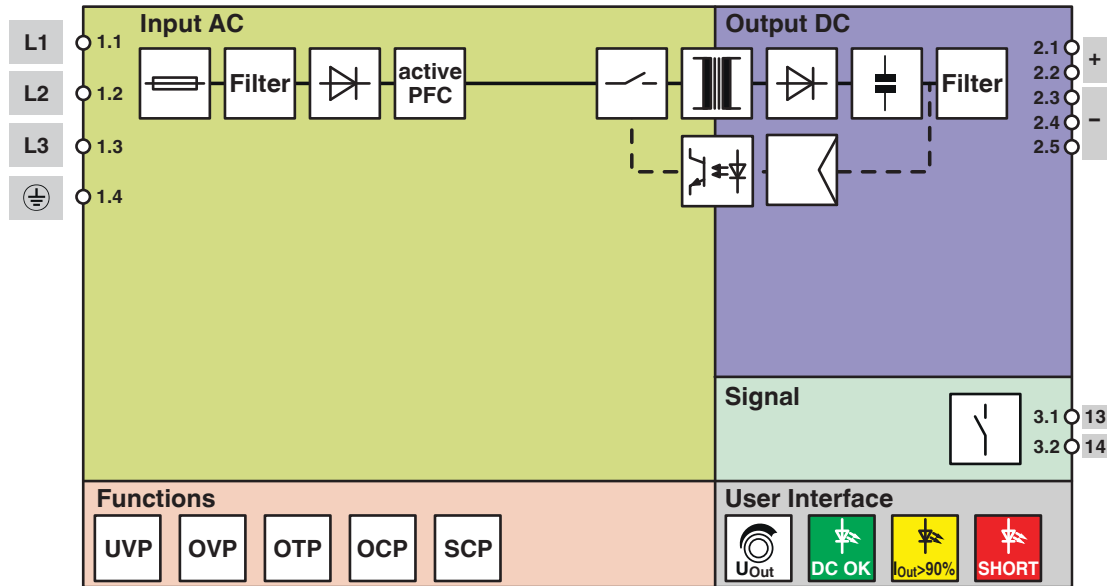 Input AC
Output DC
L1
1.1
L2
1.2
L3
1.3
1.4
Filter
active
PFC
Filter
2.1
2.2
+
2.3
2.4
−
2.5
Signal
3.1
13
3.2
14
Functions
UVP
OVP
OTP
OCP
SCP
User Interface
UOut
DC OK
IOut>90%
SHORT